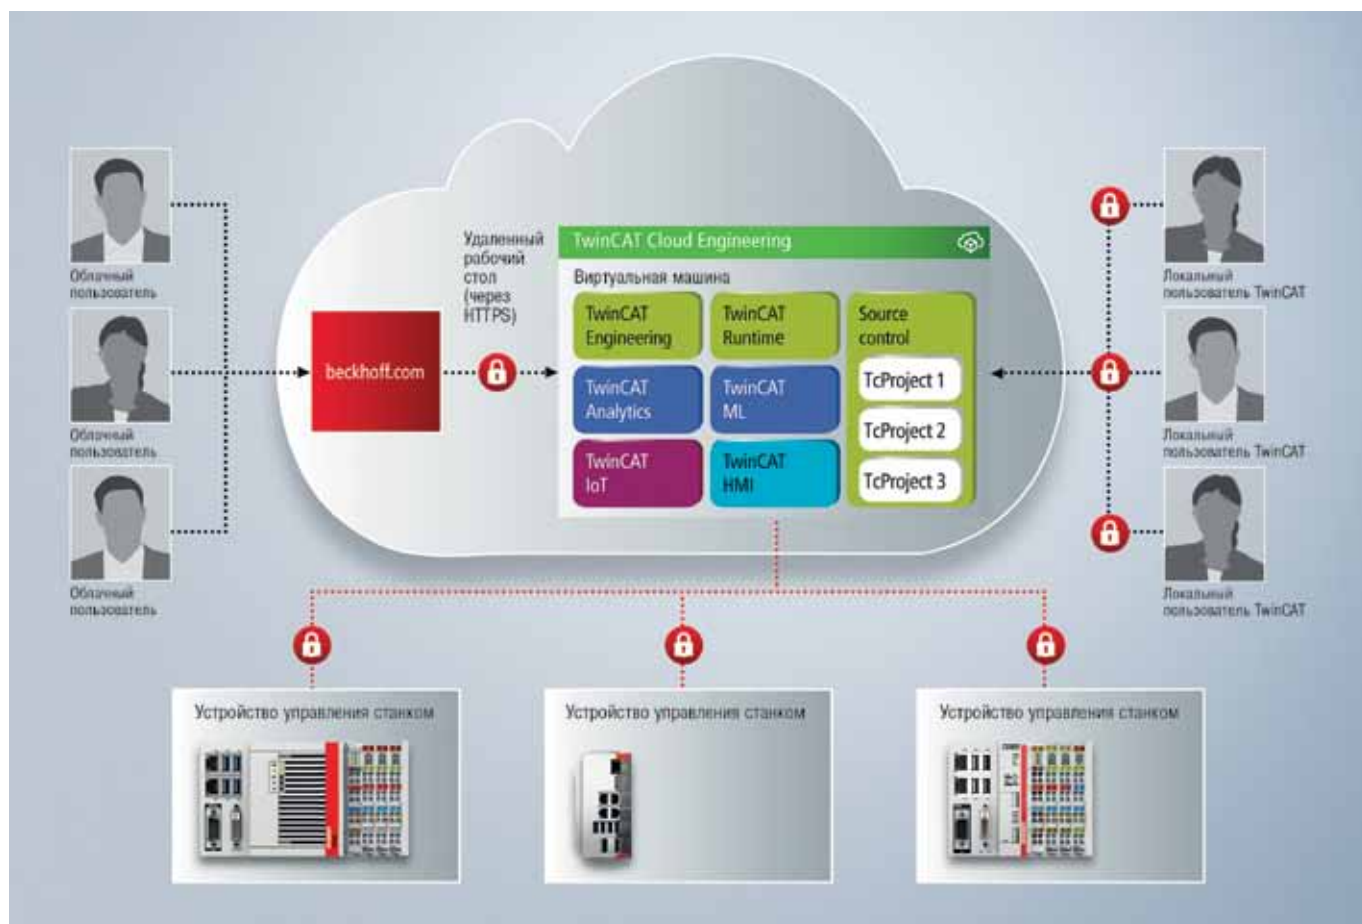 Облачный
пользователь
Облачный
пользователь
Облачный
пользователь
beckhoff.com
Удаленный
рабочий
стол
(через
HTTPS)
TwinCAT Cloud Engineering
Виртуальная машина
TwinCAT
Engineering
TwinCAT
Runtime
TwinCAT
Analytics
TwinCAT
ML
TwinCAT
IoT
TwinCAT
HMI
Source
control
TcProject 1
TcProject 2
TcProject 3
Локальный
пользователь TwinCAT
Локальный
пользователь TwinCAT
Локальный
пользователь TwinCAT
Устройство управления станком
Устройство управления станком
Устройство управления станком